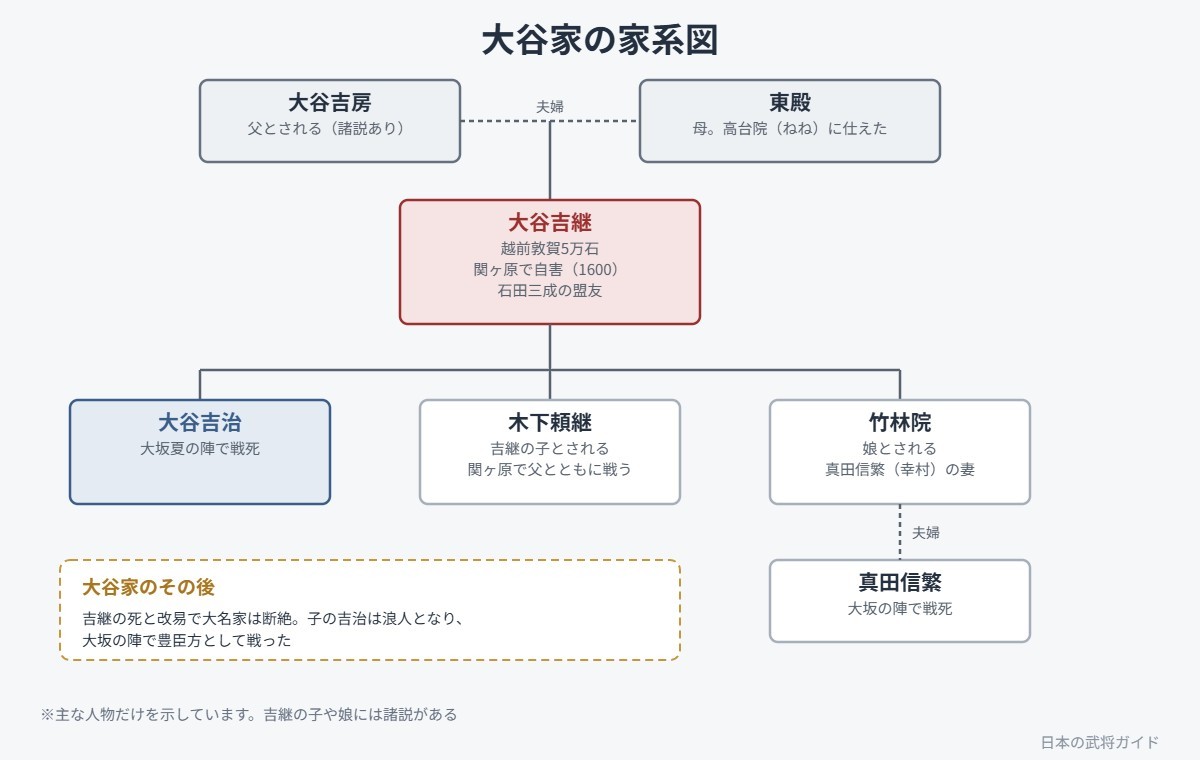 大谷家の家系図
大谷吉房
父とされる（諸説あり）
夫婦
東殿
母。高台院（ねね）に仕えた
大谷吉継
越前敦賀5万石
関ヶ原で自害（1600）
石田三成の盟友
大谷吉治
大坂夏の陣で戦死
木下頼継
吉継の子とされる
関ヶ原で父とともに戦う
竹林院
娘とされる
真田信繁（幸村）の妻
夫婦
真田信繁
大坂の陣で戦死
大谷家のその後
吉継の死と改易で大名家は断絶。子の吉治は浪人となり、
大坂の陣で豊臣方として戦った
※主な人物だけを示しています。吉継の子や娘には諸説がある
日本の武将ガイド